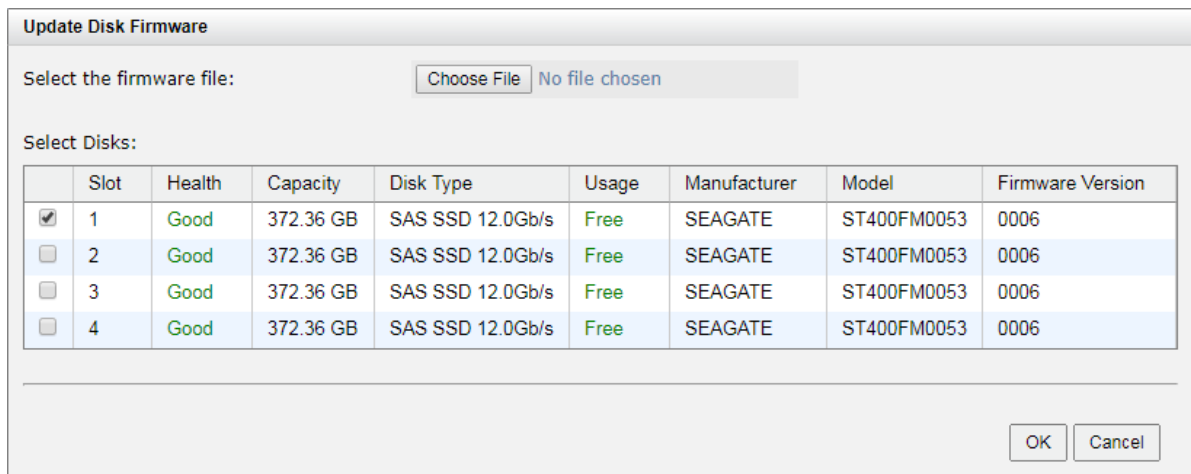 Update Disk Firmware
Select the firmware file: Choose File No file chosen
Select Disks:
Slot Health Capacity Disk Type Usage Manufacturer Model Firmware Version
1 Good 372.36 GB SAS SSD 12.0Gb/s Free SEAGATE ST400FM0053 0006
2 Good 372.36 GB SAS SSD 12.0Gb/s Free SEAGATE ST400FM0053 0006
3 Good 372.36 GB SAS SSD 12.0Gb/s Free SEAGATE ST400FM0053 0006
4 Good 372.36 GB SAS SSD 12.0Gb/s Free SEAGATE ST400FM0053 0006
OK Cancel